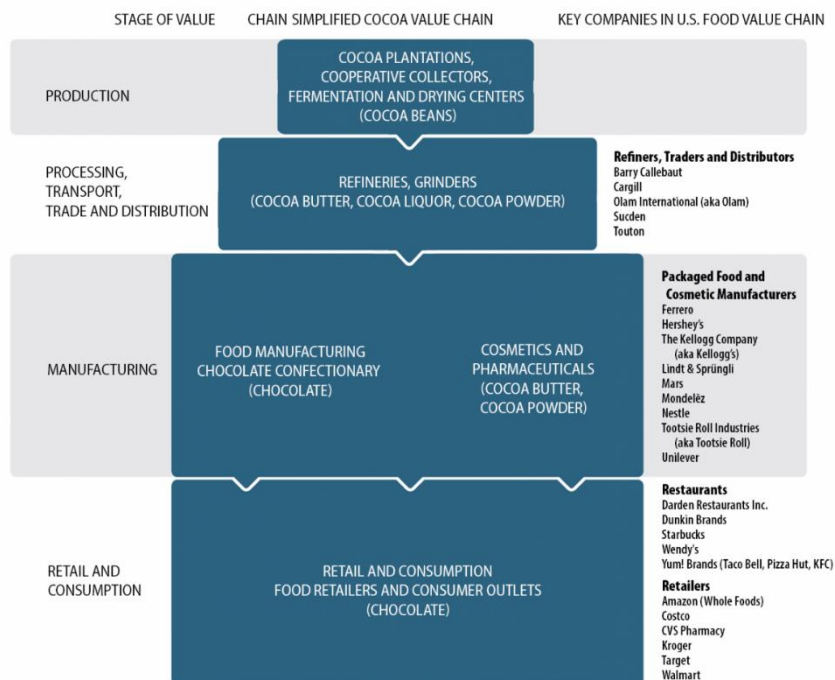 STAGE OF VALUE CHAIN SIMPLIFIED COCOA VALUE CHAIN KEY COMPANIES IN U.S. FOOD VALUE CHAIN
PRODUCTION
COCOA PLANTATIONS,
COOPERATIVE COLLECTORS,
FERMENTATION AND DRYING CENTERS
(COCOA BEANS)
PROCESSING,
TRANSPORT,
TRADE AND DISTRIBUTION
REFINERIES, GRINDERS
(COCOA BUTTER, COCOA LIQUOR, COCOA POWDER)
Refiners, Traders and Distributors
Barry Callebaut
Cargill
Olam International (aka Olam)
Sucden
Touton
MANUFACTURING
FOOD MANUFACTURING
CHOCOLATE CONFECTIONARY
(CHOCOLATE)
COSMETICS AND
PHARMACEUTICALS
(COCOA BUTTER,
COCOA POWDER)
Packaged Food and
Cosmetic Manufacturers
Ferrero
Hershey's
The Kellogg Company
(aka Kellogg's)
Lindt & Sprüngli
Mars
Mondelēz
Nestle
Tootsie Roll Industries
(aka Tootsie Roll)
Unilever
RETAIL AND
CONSUMPTION
RETAIL AND CONSUMPTION
FOOD RETAILERS AND CONSUMER OUTLETS
(CHOCOLATE)
Restaurants
Darden Restaurants Inc.
Dunkin Brands
Starbucks
Wendy's
Yum! Brands (Taco Bell, Pizza Hut, KFC)
Retailers
Amazon (Whole Foods)
Costco
CVS Pharmacy
Kroger
Target
Walmart